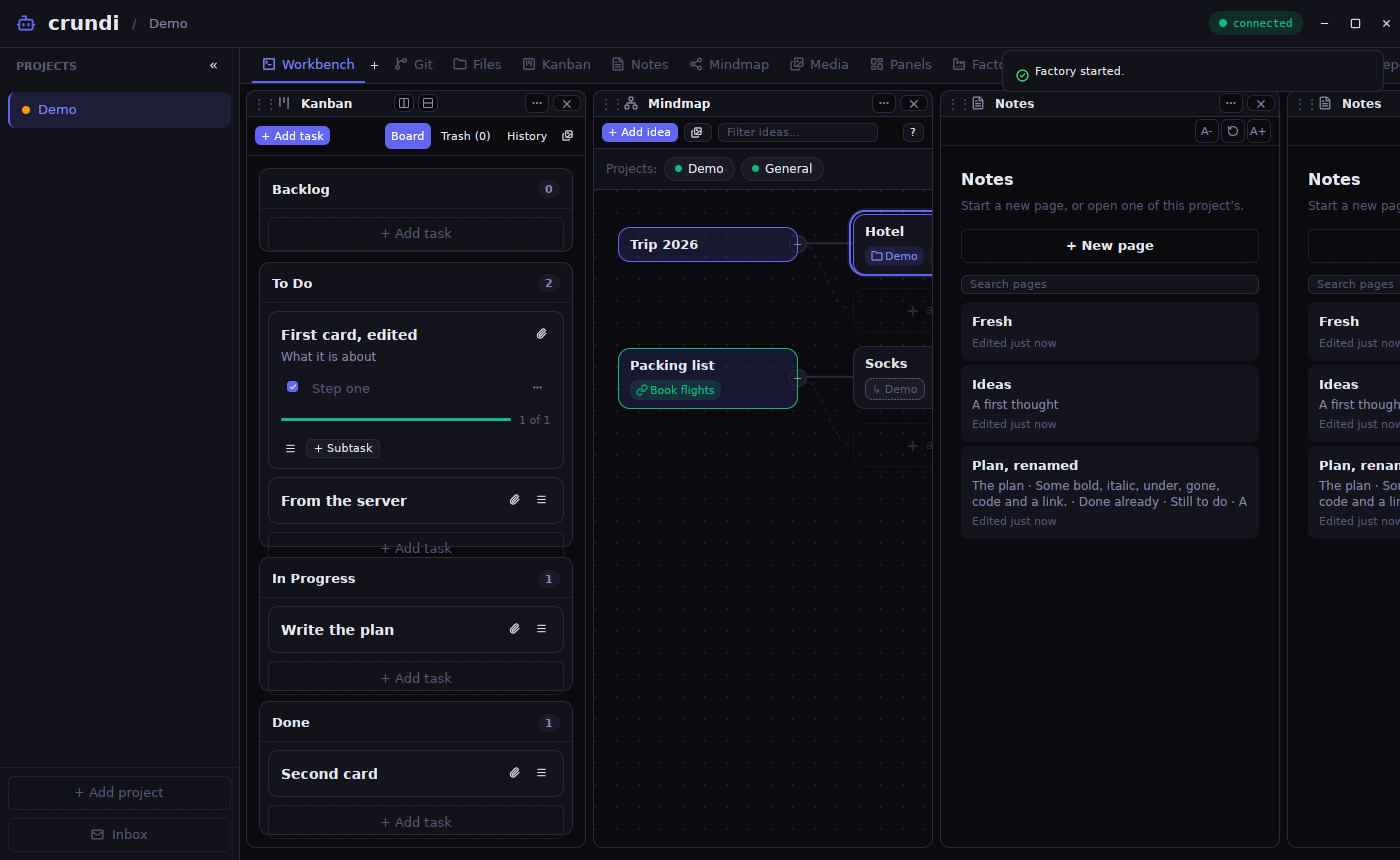 crundi / Demo
connected
PROJECTS
«
Demo
+ Add project
Inbox
Workbench
+
Git
Files
Kanban
Notes
Mindmap
Media
Panels
Factory started.
Kanban
+ Add task
Board
Trash (0)
History
Backlog
0
+ Add task
To Do
2
First card, edited
What it is about
Step one
1 of 1
+ Subtask
From the server
+ Add task
In Progress
1
Write the plan
+ Add task
Done
1
Second card
+ Add task
Mindmap
+ Add idea
Filter ideas...
?
Projects:
Demo
General
Trip 2026
Hotel
Demo
Packing list
Book flights
Socks
↳ Demo
Notes
A-
A+
Notes
Start a new page, or open one of this project's.
+ New page
Search pages
Fresh
Edited just now
Ideas
A first thought
Edited just now
Plan, renamed
The plan · Some bold, italic, under, gone,
code and a link. · Done already · Still to do · A
Edited just now
Notes
Notes
Start a new
Search pages
Fresh
Edited just now
Ideas
A first
Edited just now
Plan,
The plan
code and a
Edited just now